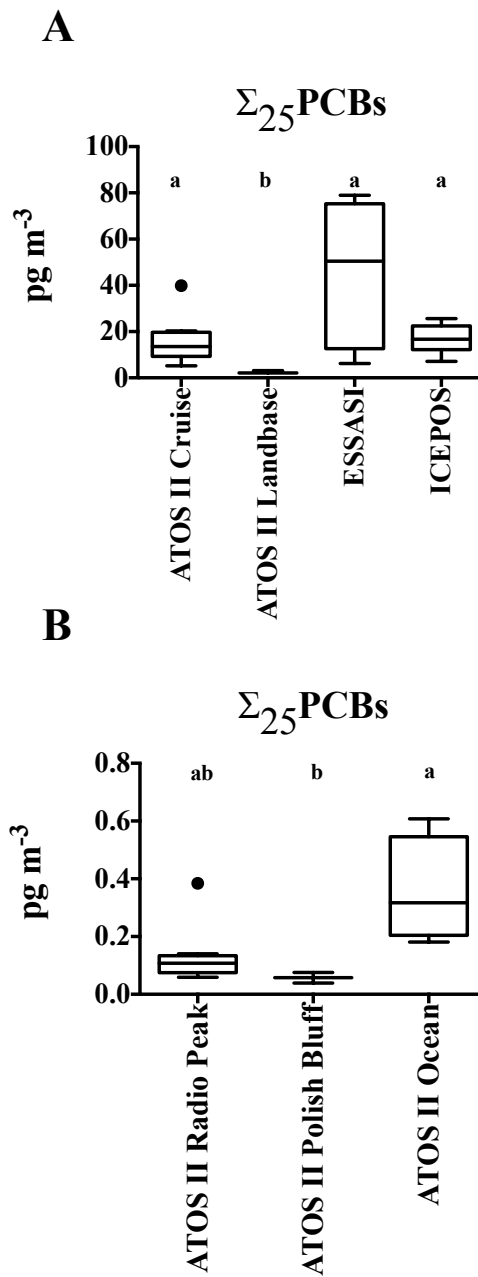 A
Σ25PCBs
pg m-3
100
80
60
40
20
0
a
b
a
a
ATOS II Cruise
ATOS II Landbase
ESSASI
ICEPOS
B
Σ25PCBs
pg m-3
0.8
0.6
0.4
0.2
0.0
ab
b
a
ATOS II Radio Peak
ATOS II Polish Bluff
ATOS II Ocean